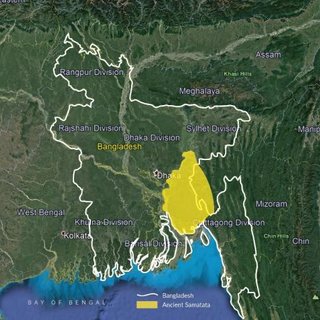 Assam
Khasi Hills
Rangpur Division
Meghalaya
Rajshahi Division
Dhaka Division
Sylhet Division
Bangladesh
Dhaka
West Bengal
Khulna Division
Chittagong Division
Mizoram
Kolkata
Barisal Division
Chin Hills
Chin
BAY OF BENGAL
Bangladesh
Ancient Samatata